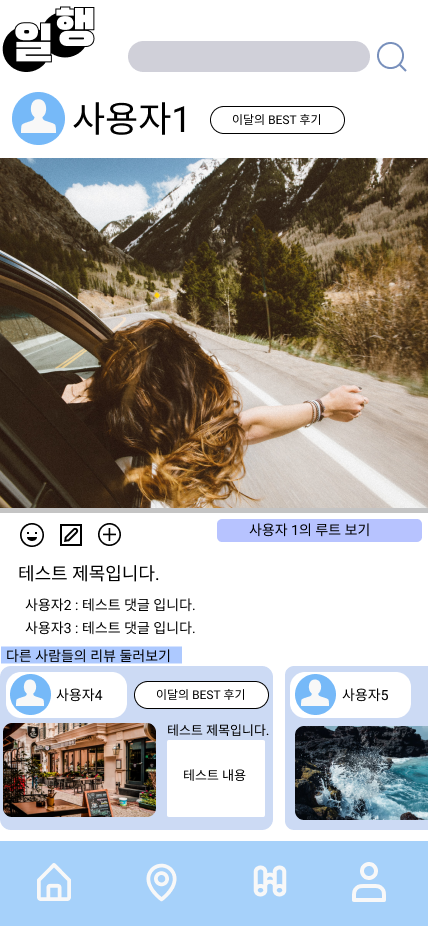 일행
사용자1
이달의 BEST 후기
사용자 1의 루트 보기
테스트 제목입니다.
사용자2 : 테스트 댓글 입니다.
사용자3 : 테스트 댓글 입니다.
다른 사람들의 리뷰 둘러보기
사용자4
이달의 BEST 후기
사용자5
테스트 제목입니다.
테스트 내용